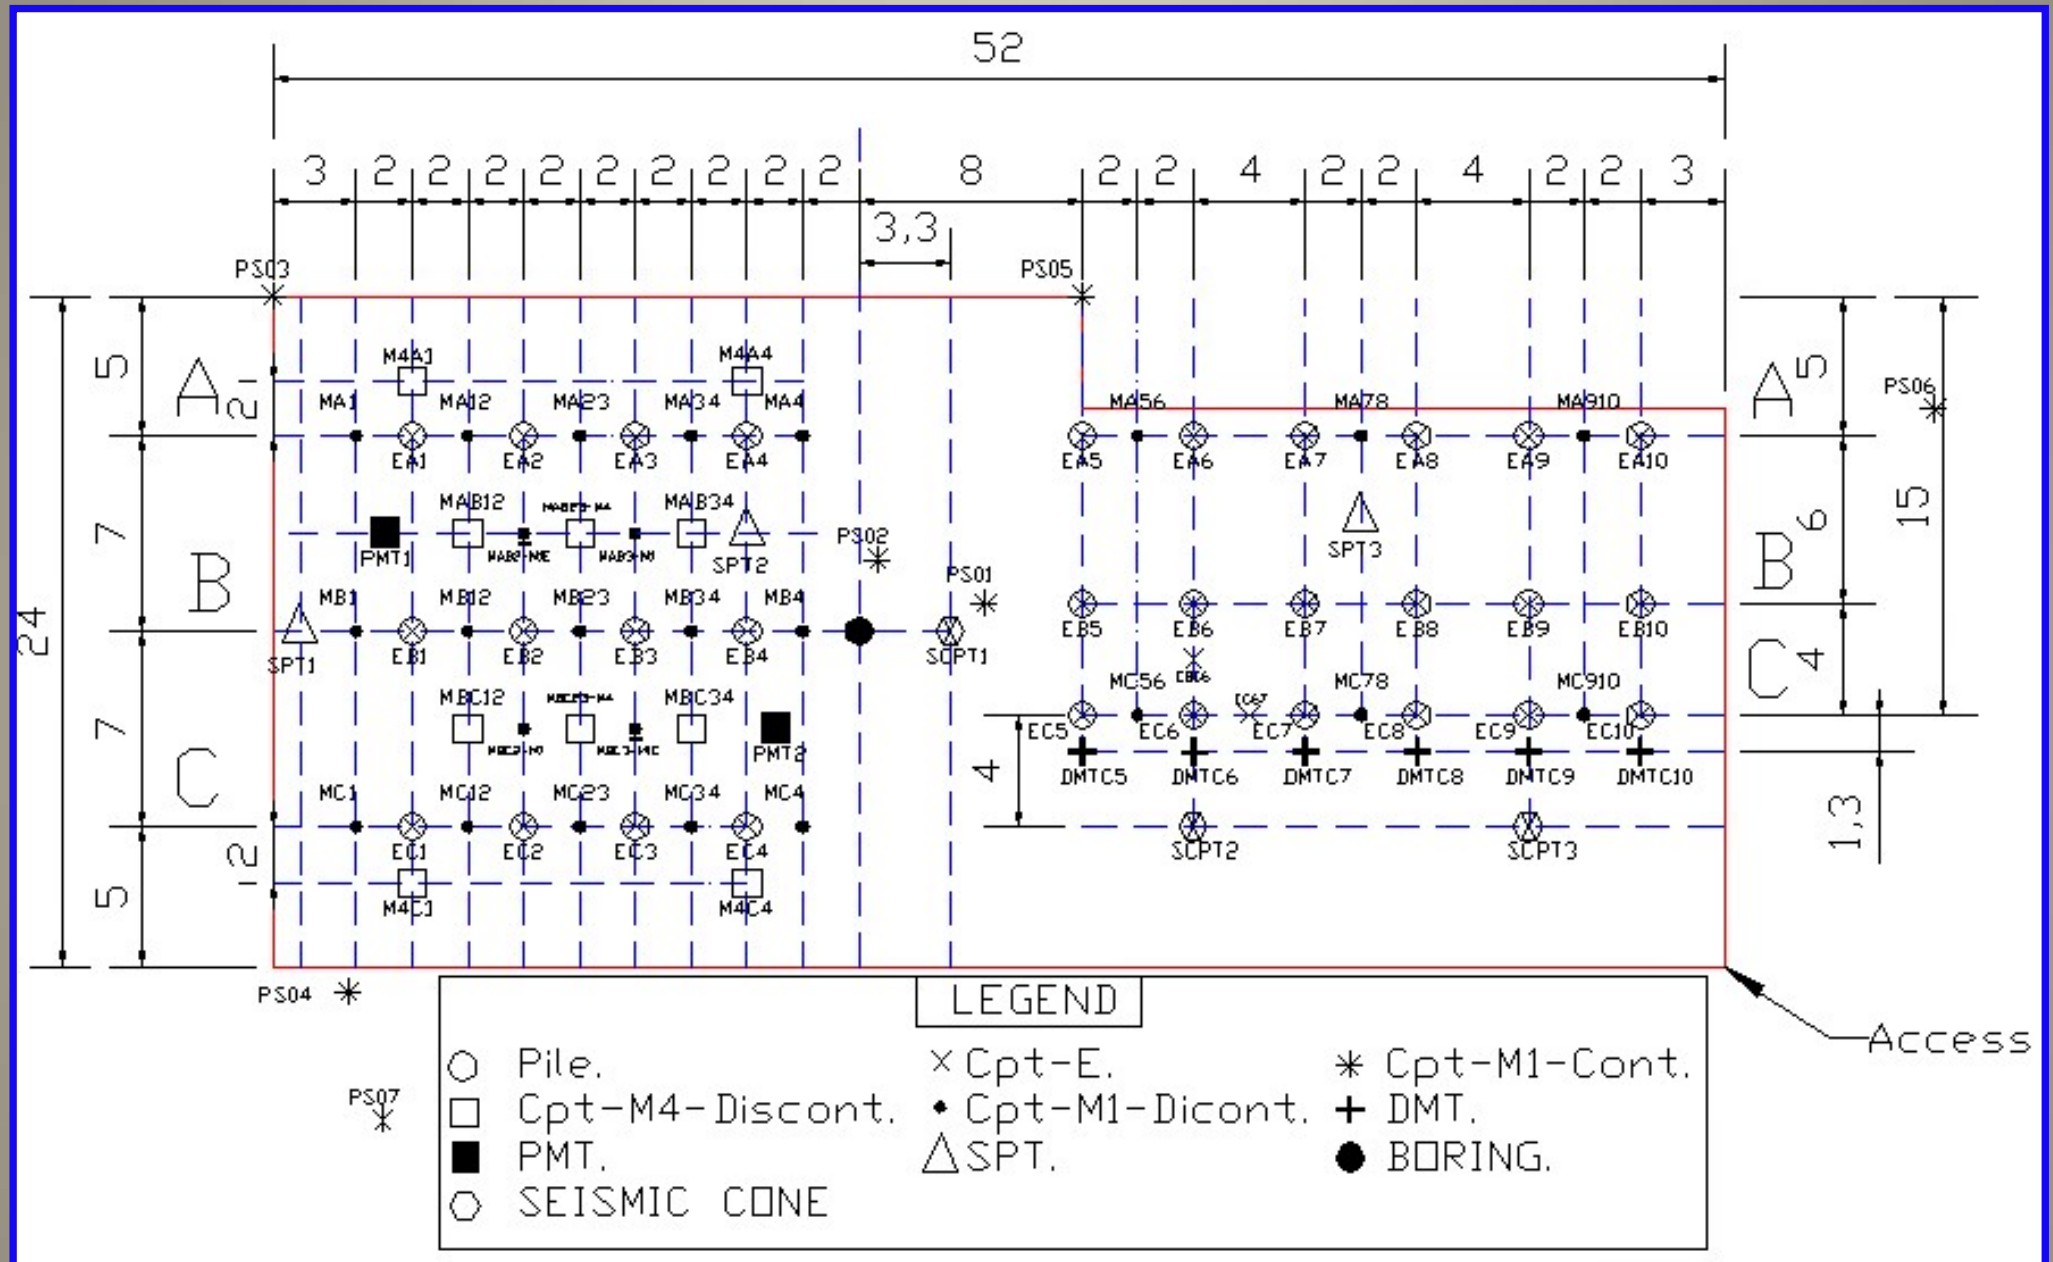 52
3 2 2 2 2 2 2 2 2 2 8 2 2 4 2 2 4 2 2 3
3,3
PS03 PS05
M4A1 M4A4
5 A 2 A 5 PS06
MA1 MA12 MA23 MA34 MA4 MA56 MA78 MA910
EA1 EA2 EA3 EA4 EA5 EA6 EA7 EA8 EA9 EA10
MAB12 MAB34
15
7 PS02 6
PMT1 SPT2 SPT3
B PS01 B
MB1 MB12 MB23 MB34 MB4
24
EB5 EB6 EB7 EB8 EB9 EB10
SPT1 EB1 EB2 EB3 EB4 SCPT1
C 4
MC56 MC78 MC910
MBC12 MBC34
7
EC5 EC6 EC7 EC8 EC9 EC10
PMT2
C 4 DMTC5 DMTC6 DMTC7 DMTC8 DMTC9 DMTC10
MC1 MC12 MC23 MC34 MC4
1,3
EC1 EC2 EC3 EC4 SCPT2 SCPT3
2
5
M4C1 M4C4
PS04
LEGEND
Access
Pile. Cpt-E. Cpt-M1-Cont.
PS07
Cpt-M4-Discont. Cpt-M1-Dicont. DMT.
PMT. SPT. BORING.
SEISMIC CONE